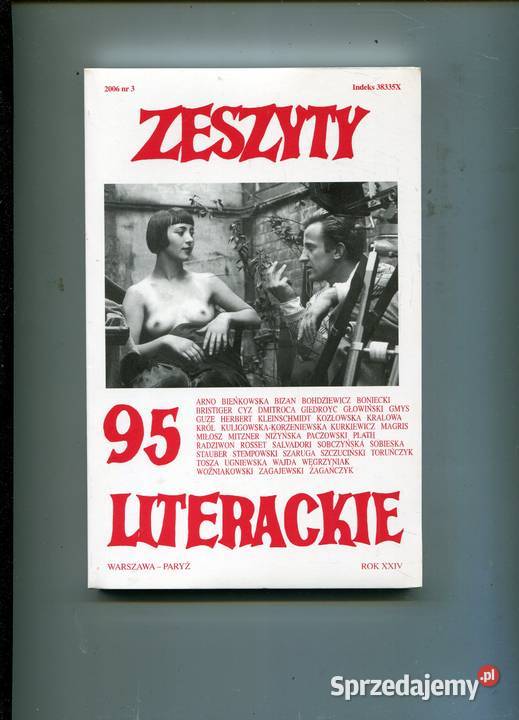 2006 nr 3
Indeks 38335X
ZESZYTY
95
ARNO BIEŃKOWSKA BIZAN BOHDZIEWICZ BONIECKI
BRISTIGER CYZ DMITROCA GIEDROYC GŁOWIŃSKI GMYS
GUZE HERBERT KLEINSCHMIDT KOZŁOWSKA KRALOWA
KRÓL KULIGOWSKA-KORZENIEWSKA KURKIEWICZ MAGRIS
MIŁOSZ MITZNER NIŻYŃSKA PACZOWSKI PLATH
RADZIWON ROSSET SALVADORI SOBCZYŃSKA SOBIESKA
STAUBER STEMPOWSKI SZARUGA SZCZUCIŃSKI TORUŃCZYK
TOSZA UGNIEWSKA WAJDA WĘGRZYNIAK
WOŹNIAKOWSKI ZAGAJEWSKI ŻAGAŃCZYK
LITERACKIE
WARSZAWA – PARYŻ
ROK XXIV
Sprzedajemy.pl